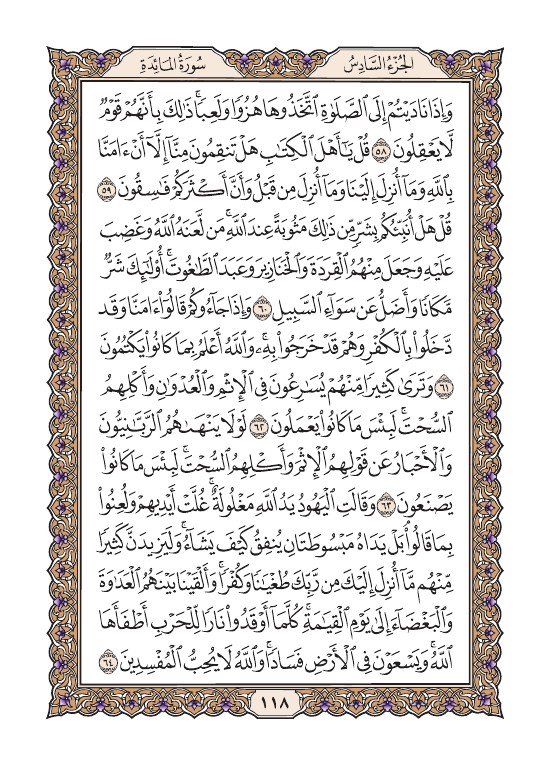 الجُزْءُ السَّادِسُ
سُورَةُ المَائِدَةِ
وَإِذَا نَادَيْتُمْ إِلَى ٱلصَّلَوٰةِ ٱتَّخَذُوهَا هُزُوٗا وَلَعِبٗاۚ ذَٰلِكَ بِأَنَّهُمْ قَوْمٞ
لَّا يَعْقِلُونَ ٥٨ قُلْ يَٰٓأَهْلَ ٱلْكِتَٰبِ هَلْ تَنقِمُونَ مِنَّآ إِلَّآ أَنْ ءَامَنَّا
بِٱللَّهِ وَمَآ أُنزِلَ إِلَيْنَا وَمَآ أُنزِلَ مِن قَبْلُ وَأَنَّ أَكْثَرَكُمْ فَٰسِقُونَ ٥٩
قُلْ هَلْ أُنَبِّئُكُم بِشَرّٖ مِّن ذَٰلِكَ مَثُوبَةً عِندَ ٱللَّهِۚ مَن لَّعَنَهُ ٱللَّهُ وَغَضِبَ
عَلَيْهِ وَجَعَلَ مِنْهُمُ ٱلْقِرَدَةَ وَٱلْخَنَازِيرَ وَعَبَدَ ٱلطَّٰغُوتَۚ أُوْلَٰٓئِكَ شَرّٞ
مَّكَانٗا وَأَضَلُّ عَن سَوَآءِ ٱلسَّبِيلِ ٦٠ وَإِذَا جَآءُوكُمْ قَالُوٓاْ ءَامَنَّا وَقَد
دَّخَلُواْ بِٱلْكُفْرِ وَهُمْ قَدْ خَرَجُواْ بِهِۦۚ وَٱللَّهُ أَعْلَمُ بِمَا كَانُواْ يَكْتُمُونَ
٦١ وَتَرَىٰ كَثِيرٗا مِّنْهُمْ يُسَٰرِعُونَ فِي ٱلْإِثْمِ وَٱلْعُدْوَٰنِ وَأَكْلِهِمُ
ٱلسُّحْتَۚ لَبِئْسَ مَا كَانُواْ يَعْمَلُونَ ٦٢ لَوْلَا يَنْهَىٰهُمُ ٱلرَّبَّٰنِيُّونَ
وَٱلْأَحْبَارُ عَن قَوْلِهِمُ ٱلْإِثْمَ وَأَكْلِهِمُ ٱلسُّحْتَۚ لَبِئْسَ مَا كَانُواْ
يَصْنَعُونَ ٦٣ وَقَالَتِ ٱلْيَهُودُ يَدُ ٱللَّهِ مَغْلُولَةٌۚ غُلَّتْ أَيْدِيهِمْ وَلُعِنُواْ
بِمَا قَالُواْۘ بَلْ يَدَاهُ مَبْسُوطَتَانِ يُنفِقُ كَيْفَ يَشَآءُۚ وَلَيَزِيدَنَّ كَثِيرٗا
مِّنْهُم مَّآ أُنزِلَ إِلَيْكَ مِن رَّبِّكَ طُغْيَٰنٗا وَكُفْرٗاۚ وَأَلْقَيْنَا بَيْنَهُمُ ٱلْعَدَٰوَةَ
وَٱلْبَغْضَآءَ إِلَىٰ يَوْمِ ٱلْقِيَٰمَةِۚ كُلَّمَآ أَوْقَدُواْ نَارٗا لِّلْحَرْبِ أَطْفَأَهَا
ٱللَّهُۚ وَيَسْعَوْنَ فِي ٱلْأَرْضِ فَسَادٗاۚ وَٱللَّهُ لَا يُحِبُّ ٱلْمُفْسِدِينَ ٦٤
١١٨